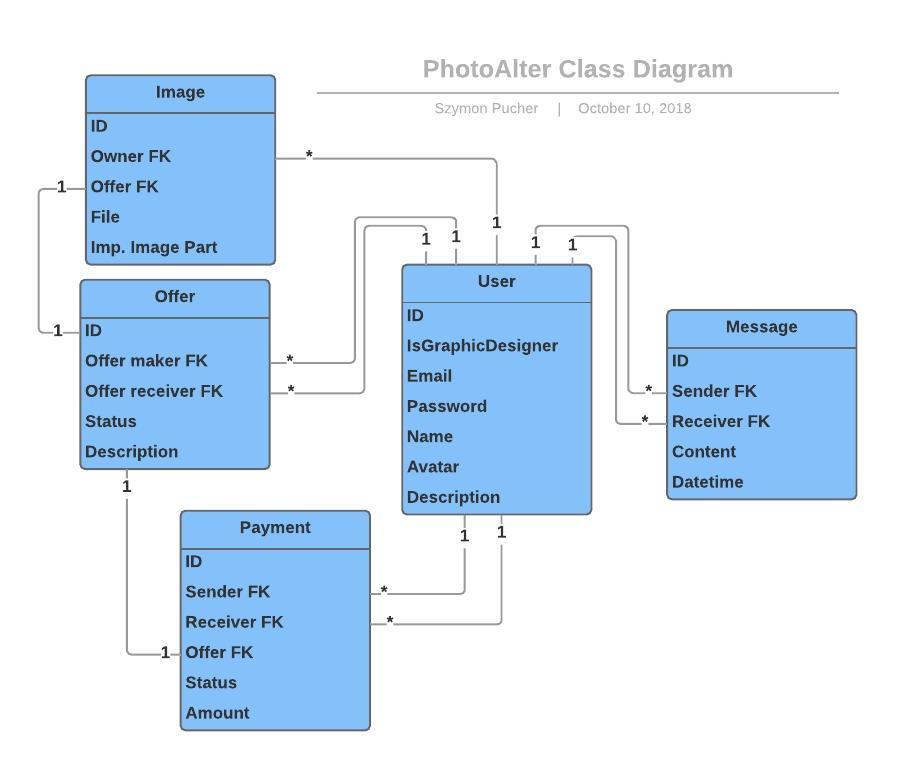 PhotoAlter Class Diagram
Szymon Pucher | October 10, 2018
Image
ID
Owner FK
Offer FK
File
Imp. Image Part
*
1
1
1
Offer
ID
Offer maker FK
Offer receiver FK
Status
Description
*
*
1
1
1
User
ID
IsGraphicDesigner
Email
Password
Name
Avatar
Description
1
1
1
1
Message
ID
Sender FK
Receiver FK
Content
Datetime
*
*
Payment
ID
Sender FK
Receiver FK
Offer FK
Status
Amount
*
*
1
1
1